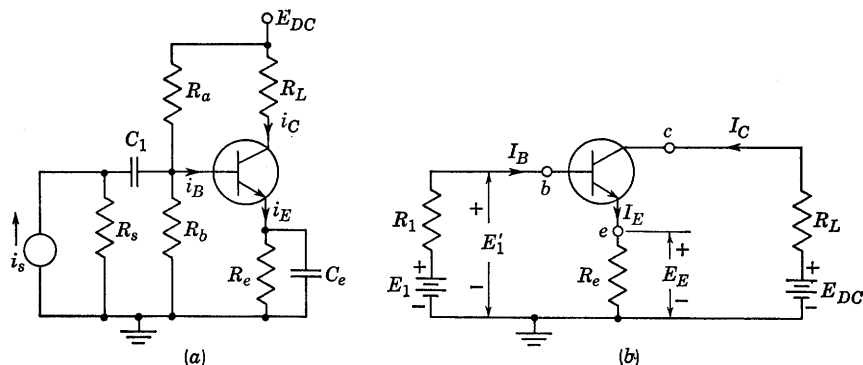 E_DC
R_a
R_L
i_C
C_1
i_B
i_E
i_s
R_s
R_b
R_e
C_e
(a)
c
I_C
I_B
b
R_1
+
E'_1
-
I_E
e
+
E_E
-
R_e
R_L
+
E_1
-
+
E_DC
-
(b)